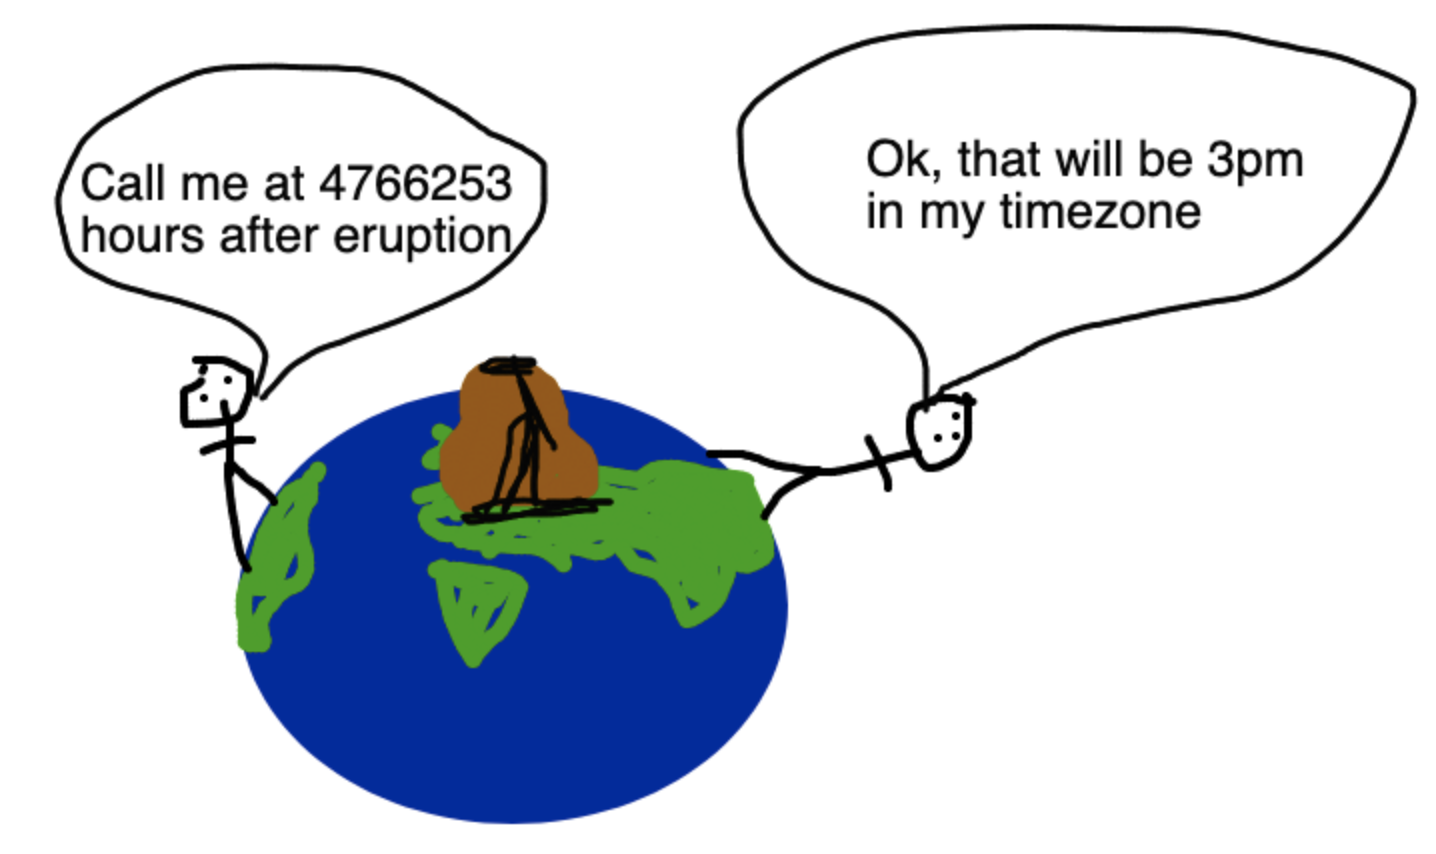 Call me at 4766253
hours after eruption
Ok, that will be 3pm
in my timezone